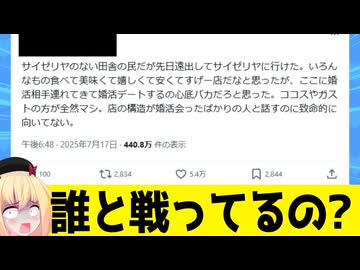 サイゼリヤのない田舎の民だが先日遠出してサイゼリヤに行けた。いろん
なもの食べて美味くて嬉しくて安くてすげー店だなと思ったが、ここに婚
活相手連れてきて婚活デートするの心底バカだろと思った。ココスやガス
トの方が全然マシ。店の構造が婚活会ったばかりの人と話すのに致命的に
向いてない。
午後6:48・2025年7月17日・440.8万 件の表示
100 2,834 5.4万 2,844
誰と戦ってるの?